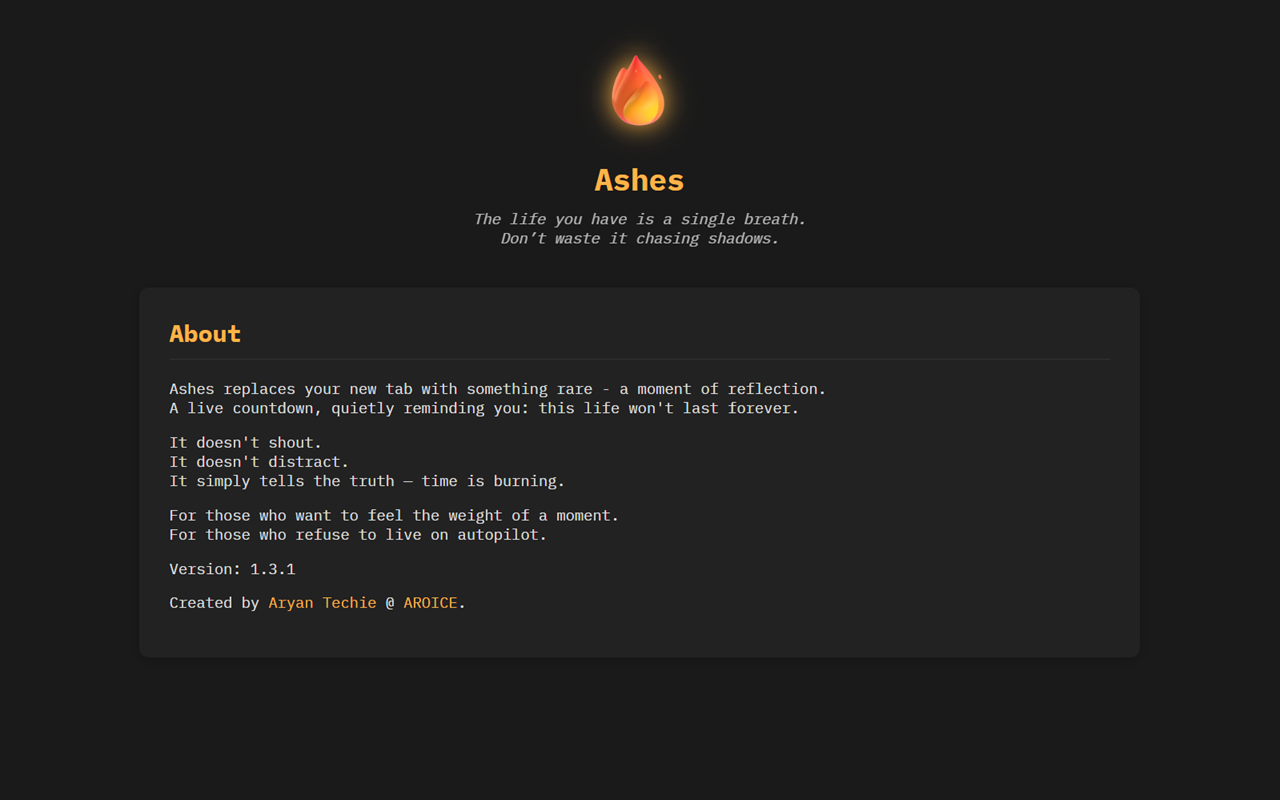 Ashes
The life you have is a single breath.
Don’t waste it chasing shadows.
About
Ashes replaces your new tab with something rare - a moment of reflection.
A live countdown, quietly reminding you: this life won't last forever.
It doesn't shout.
It doesn't distract.
It simply tells the truth — time is burning.
For those who want to feel the weight of a moment.
For those who refuse to live on autopilot.
Version: 1.3.1
Created by Aryan Techie @ AROICE.